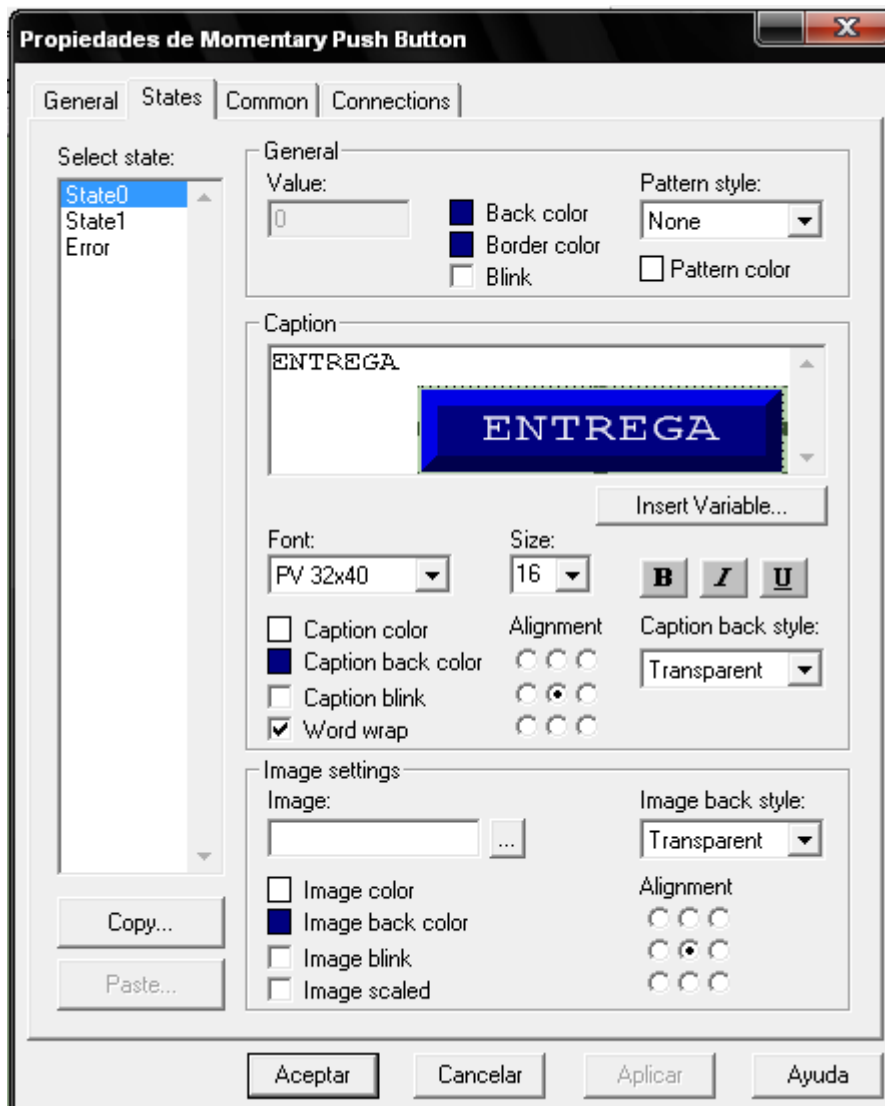 Propiedades de Momentary Push Button
General States Common Connections
Select state:
State0
State1
Error
Copy...
Paste...
General
Value:
0
Back color
Border color
Blink
Pattern style:
None
Pattern color
Caption
ENTREGA
ENTREGA
Insert Variable...
Font:
PV 32x40
Size:
16
B I U
Caption color
Caption back color
Caption blink
Word wrap
Alignment
Caption back style:
Transparent
Image settings
Image:
...
Image back style:
Transparent
Image color
Image back color
Image blink
Image scaled
Alignment
Aceptar Cancelar Aplicar Ayuda